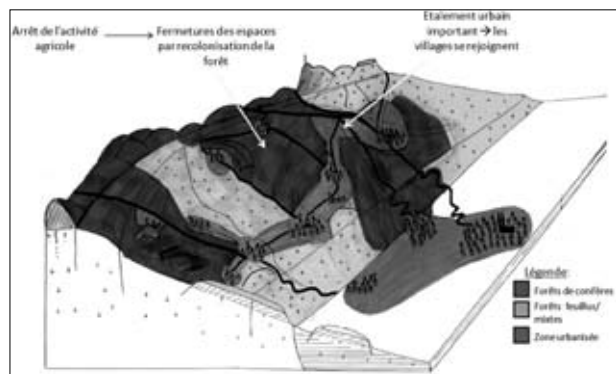 Arrêt de l'activité
agricole
Fermetures des espaces
par recolonisation de la
forêt
Etalement urbain
important → les
villages se rejoignent
Légende:
Forêts de conifères
Forêts feuillus/
mixtes
Zone urbanisée